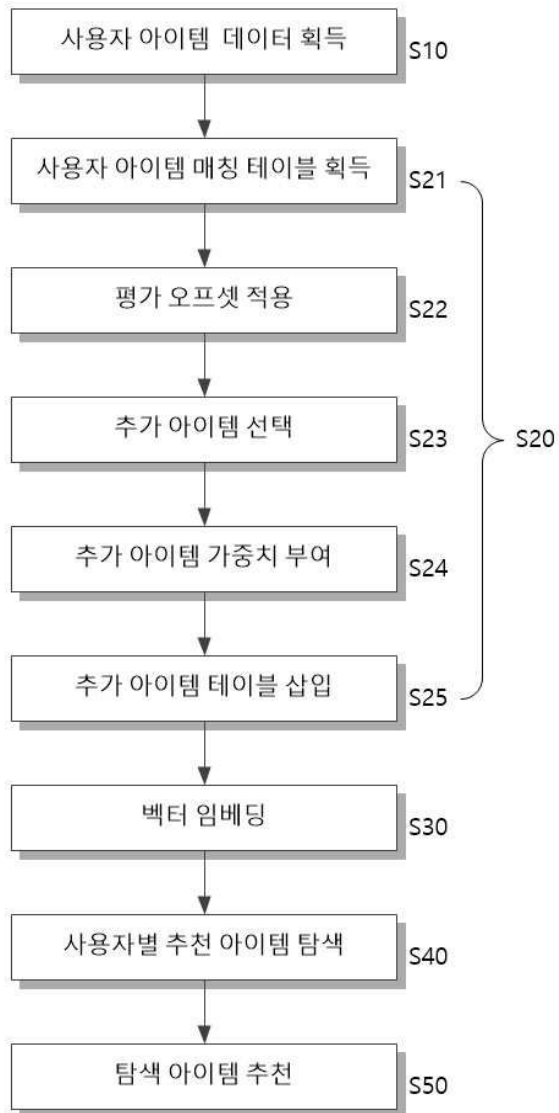 사용자 아이템 데이터 획득
S10
사용자 아이템 매칭 테이블 획득
S21
평가 오프셋 적용
S22
추가 아이템 선택
S23
S20
추가 아이템 가중치 부여
S24
추가 아이템 테이블 삽입
S25
벡터 임베딩
S30
사용자별 추천 아이템 탐색
S40
탐색 아이템 추천
S50